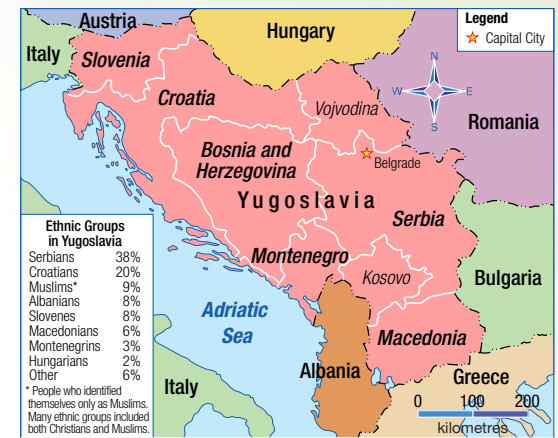 Austria
Hungary
Legend
Capital City
Italy
Slovenia
Croatia
Vojvodina
N
W
E
S
Romania
Bosnia and
Herzegovina
Belgrade
Yugoslavia
Serbia
Ethnic Groups
in Yugoslavia
Serbians 38%
Croatians 20%
Muslims* 9%
Albanians 8%
Slovenes 8%
Macedonians 6%
Montenegrins 3%
Hungarians 2%
Other 6%
* People who identified
themselves only as Muslims.
Many ethnic groups included
both Christians and Muslims.
Montenegro
Kosovo
Bulgaria
Adriatic
Sea
Macedonia
Albania
Italy
Greece
0 100 200
kilometres